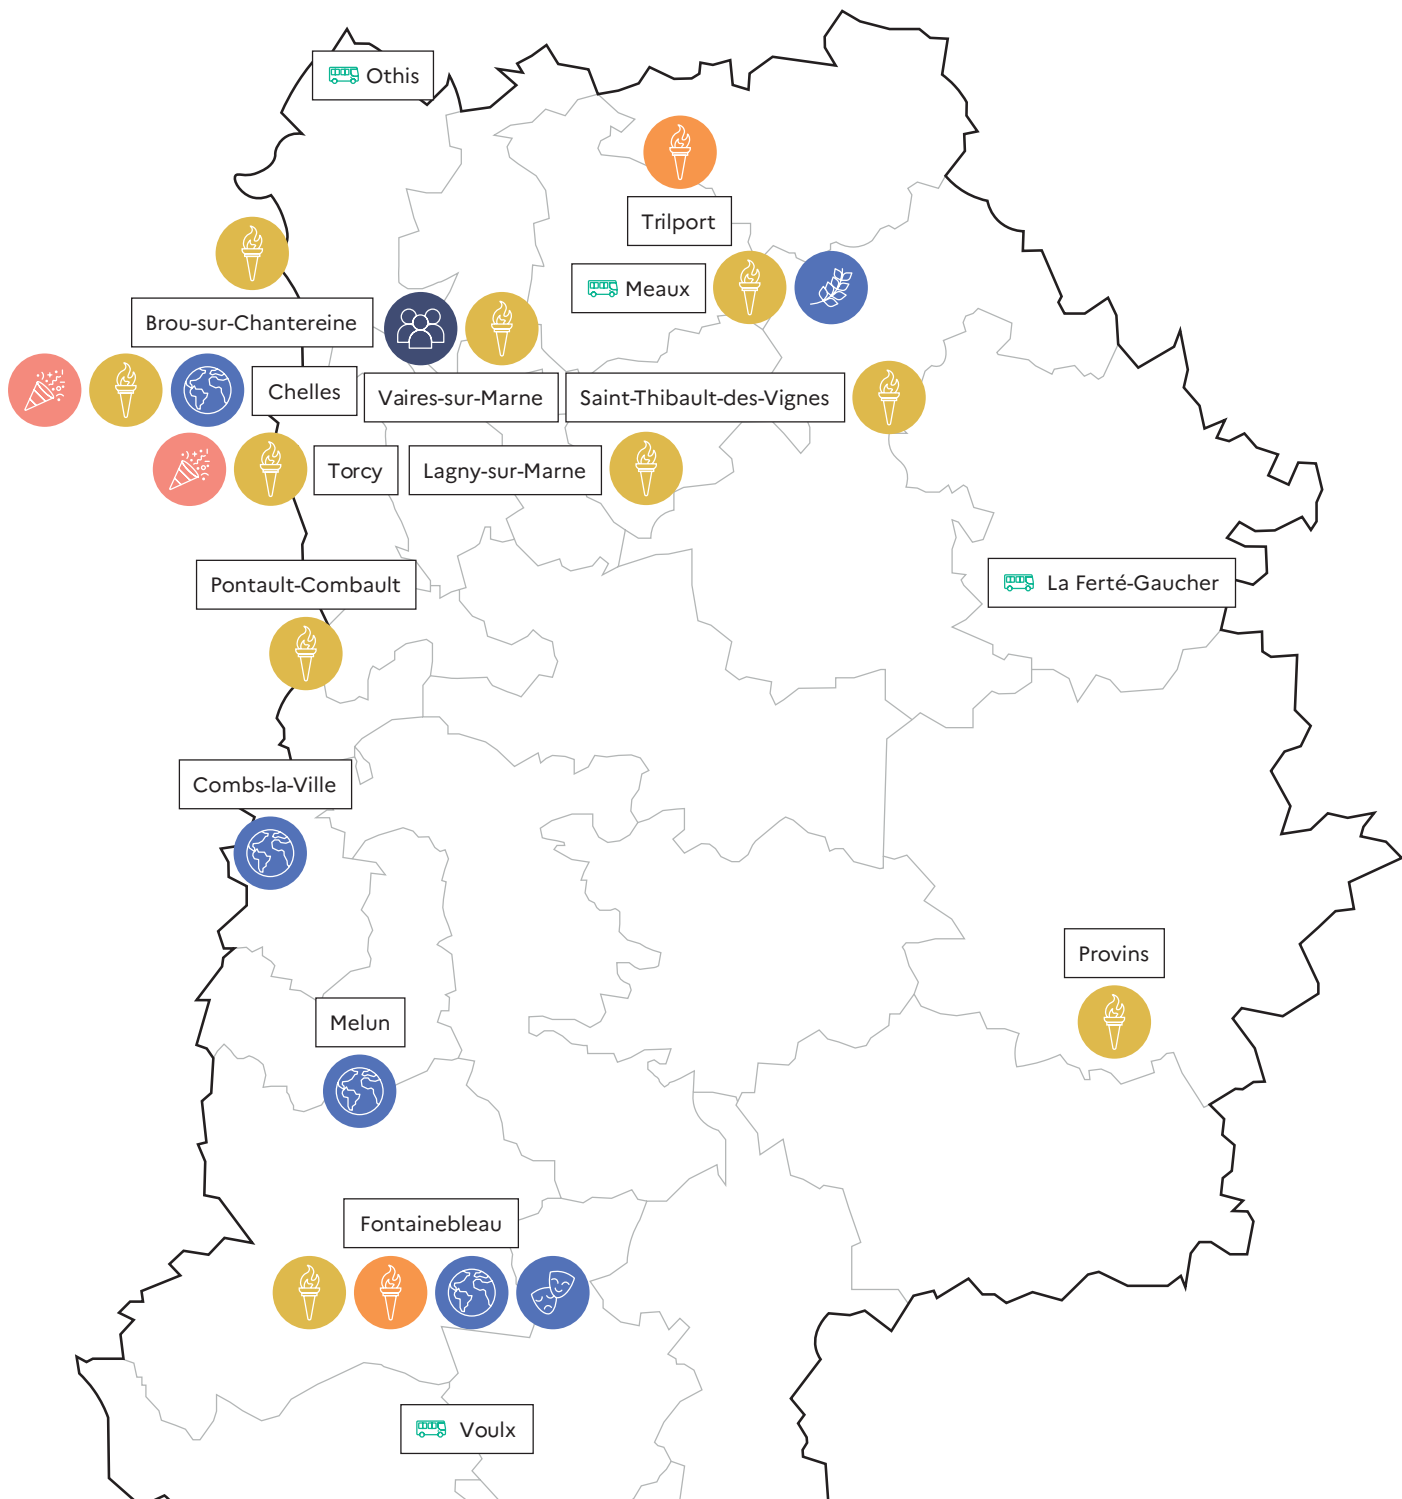 Othis
Trilport
Meaux
Brou-sur-Chantereine
Chelles
Vaires-sur-Marne
Saint-Thibault-des-Vignes
Torcy
Lagny-sur-Marne
Pontault-Combault
La Ferté-Gaucher
Combs-la-Ville
Provins
Melun
Fontainebleau
Voulx